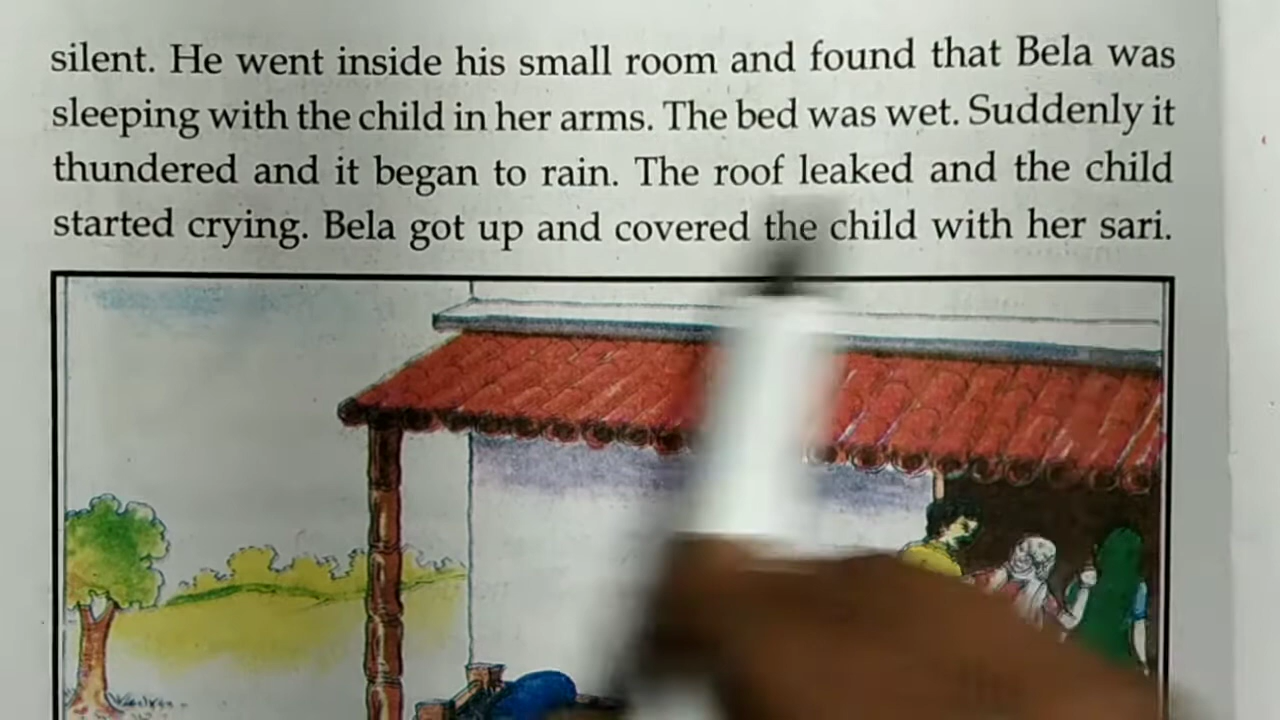 silent. He went inside his small room and found that Bela was
sleeping with the child in her arms. The bed was wet. Suddenly it
thundered and it began to rain. The roof leaked and the child
started crying. Bela got up and covered the child with her sari.